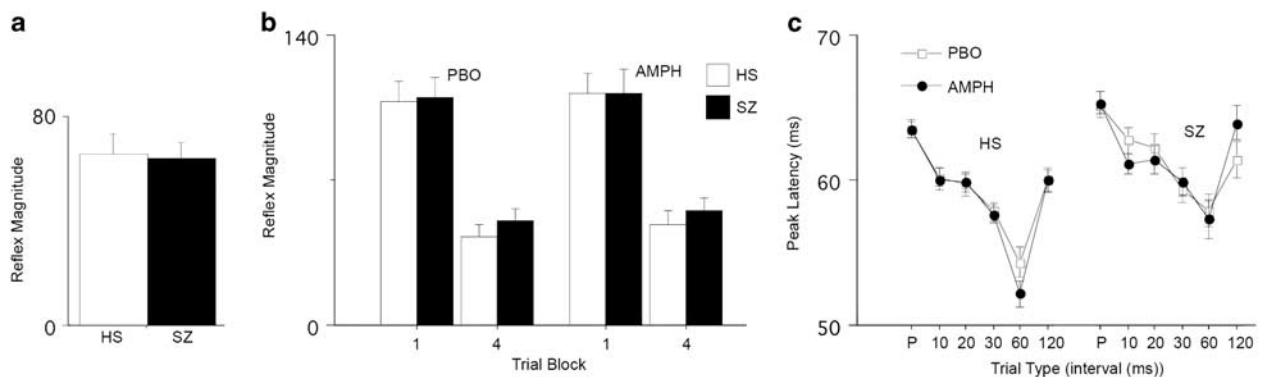 a
Reflex Magnitude
80
0
HS SZ
b
Reflex Magnitude
140
0
PBO AMPH
HS
SZ
1 4 1 4
Trial Block
c
Peak Latency (ms)
70
60
50
PBO
AMPH
HS SZ
P 10 20 30 60 120 P 10 20 30 60 120
Trial Type (interval (ms))